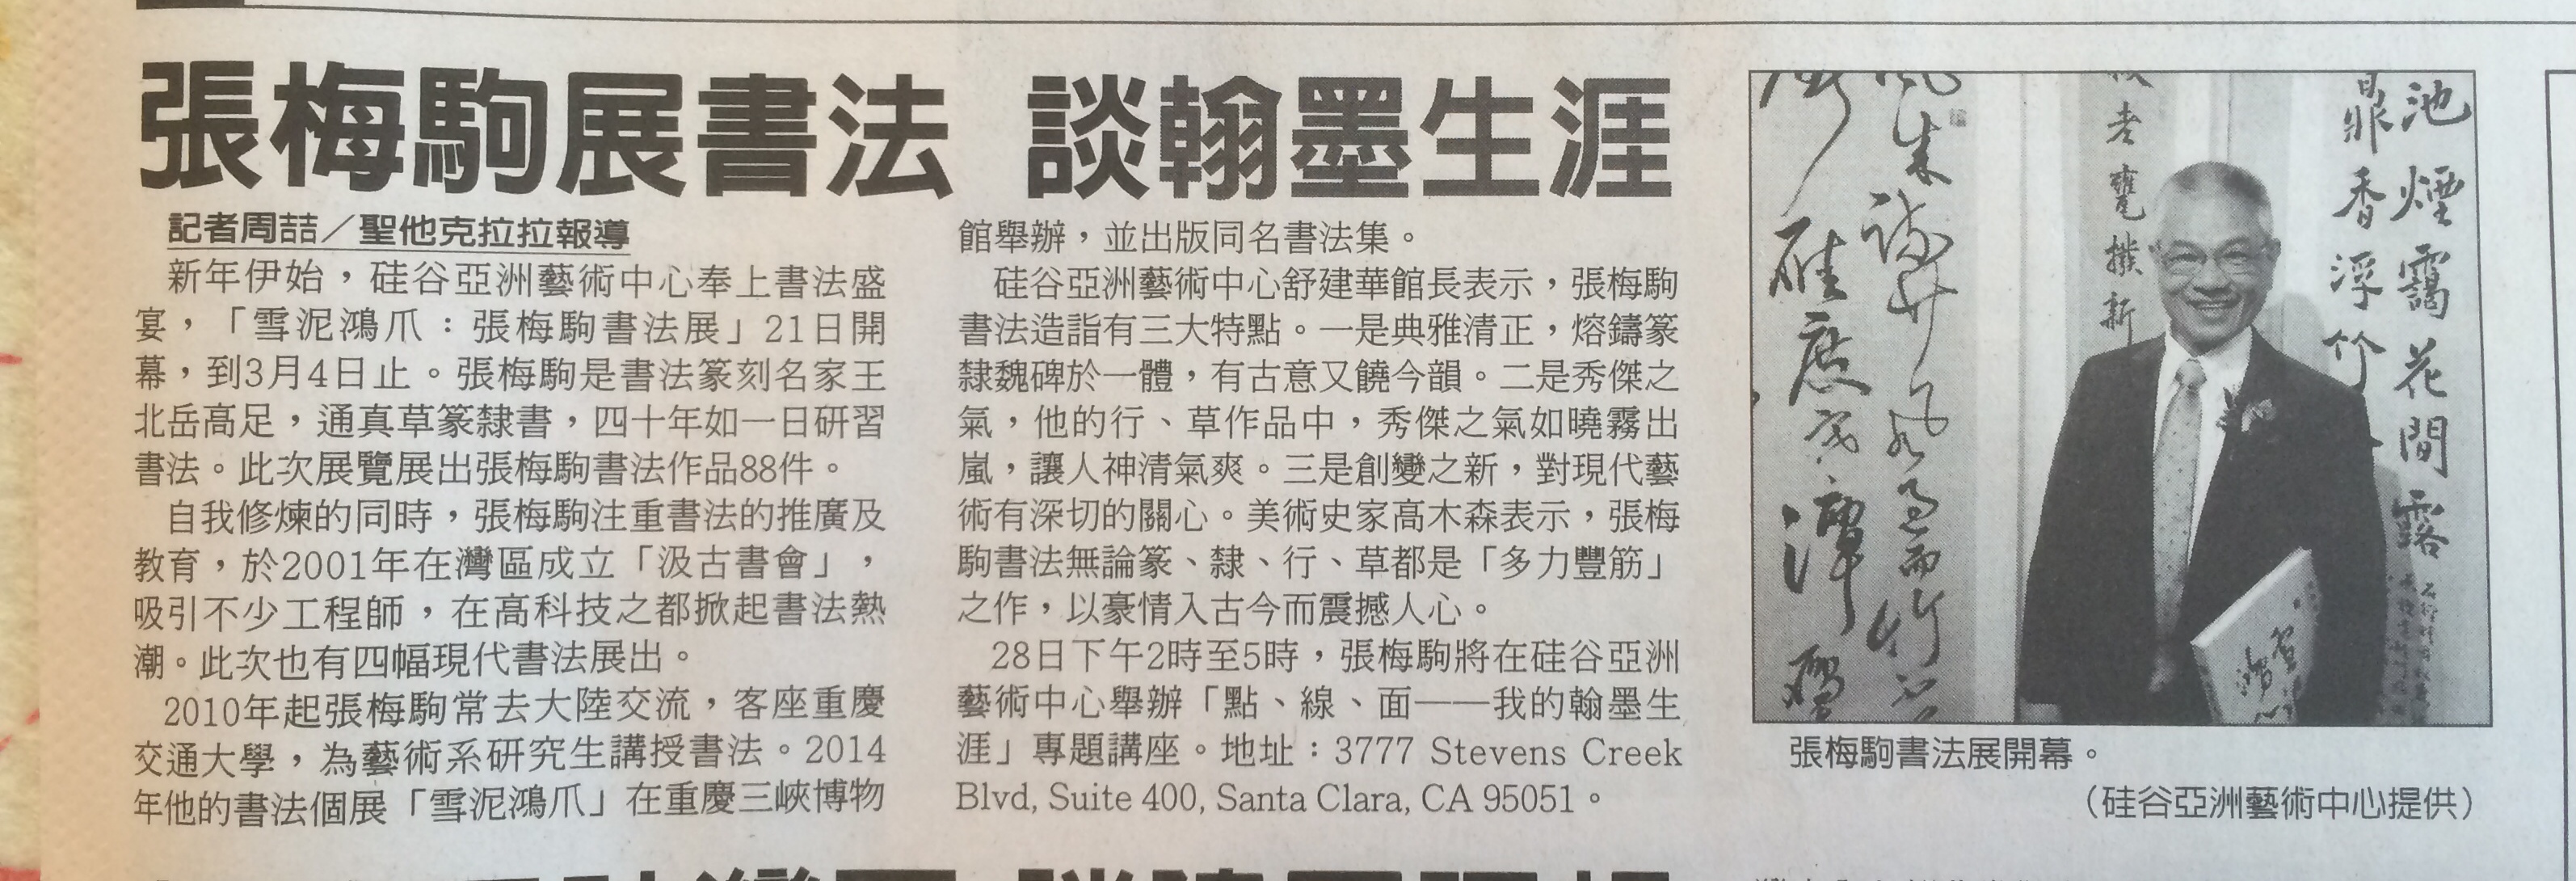 張梅駒展書法 談翰墨生涯
記者周喆／聖他克拉拉報導
新年伊始，硅谷亞洲藝術中心奉上書法盛
宴，「雪泥鴻爪：張梅駒書法展」21日開
幕，到3月4日止。張梅駒是書法篆刻名家王
北岳高足，通真草篆隸書，四十年如一日研習
書法。此次展覽展出張梅駒書法作品88件。
自我修煉的同時，張梅駒注重書法的推廣及
教育，於2001年在灣區成立「汲古書會」，
吸引不少工程師，在高科技之都掀起書法熱
潮。此次也有四幅現代書法展出。
2010年起張梅駒常去大陸交流，客座重慶
交通大學，為藝術系研究生講授書法。2014
年他的書法個展「雪泥鴻爪」在重慶三峽博物
館舉辦，並出版同名書法集。
硅谷亞洲藝術中心舒建華館長表示，張梅駒
書法造詣有三大特點。一是典雅清正，熔鑄篆
隸魏碑於一體，有古意又饒今韻。二是秀傑之
氣，他的行、草作品中，秀傑之氣如曉霧出
嵐，讓人神清氣爽。三是創變之新，對現代藝
術有深切的關心。美術史家高木森表示，張梅
駒書法無論篆、隸、行、草都是「多力豐筋」
之作，以豪情入古今而震撼人心。
28日下午2時至5時，張梅駒將在硅谷亞洲
藝術中心舉辦「點、線、面——我的翰墨生
涯」專題講座。地址：3777 Stevens Creek
Blvd, Suite 400, Santa Clara, CA 95051。
池煙靄花間露
香浮竹
張梅駒書法展開幕。
（硅谷亞洲藝術中心提供）